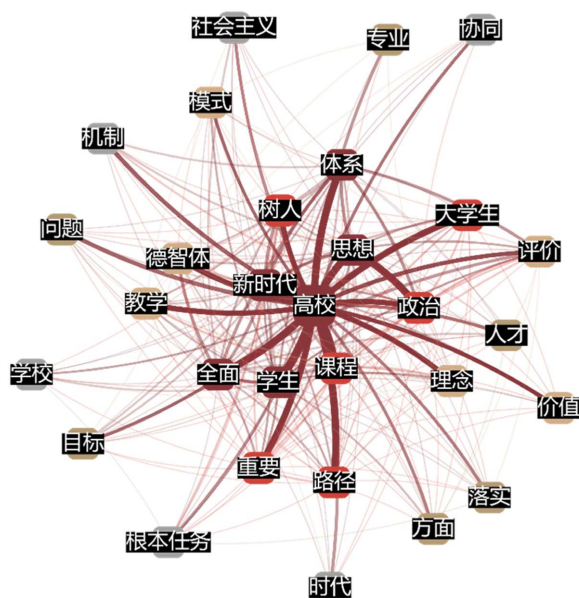 社会主义
专业
协同
模式
机制
体系
树人
大学生
问题
德智体
思想
评价
新时代
教学
高校
政治
人才
学校
全面
学生
课程
理念
价值
目标
重要
路径
落实
根本任务
方面
时代